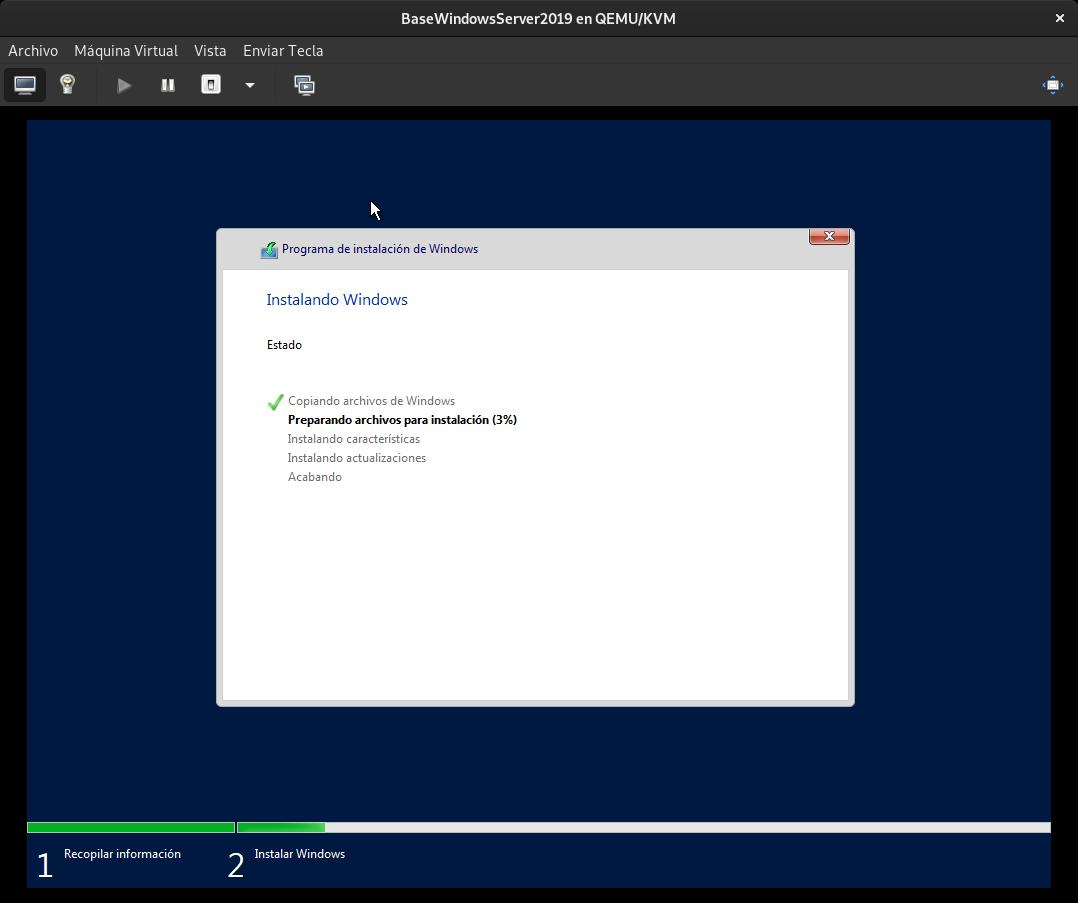 BaseWindowsServer2019 en QEMU/KVM
Archivo Máquina Virtual Vista Enviar Tecla
Programa de instalación de Windows
Instalando Windows
Estado
Copiando archivos de Windows
Preparando archivos para instalación (3%)
Instalando características
Instalando actualizaciones
Acabando
1 Recopilar información 2 Instalar Windows